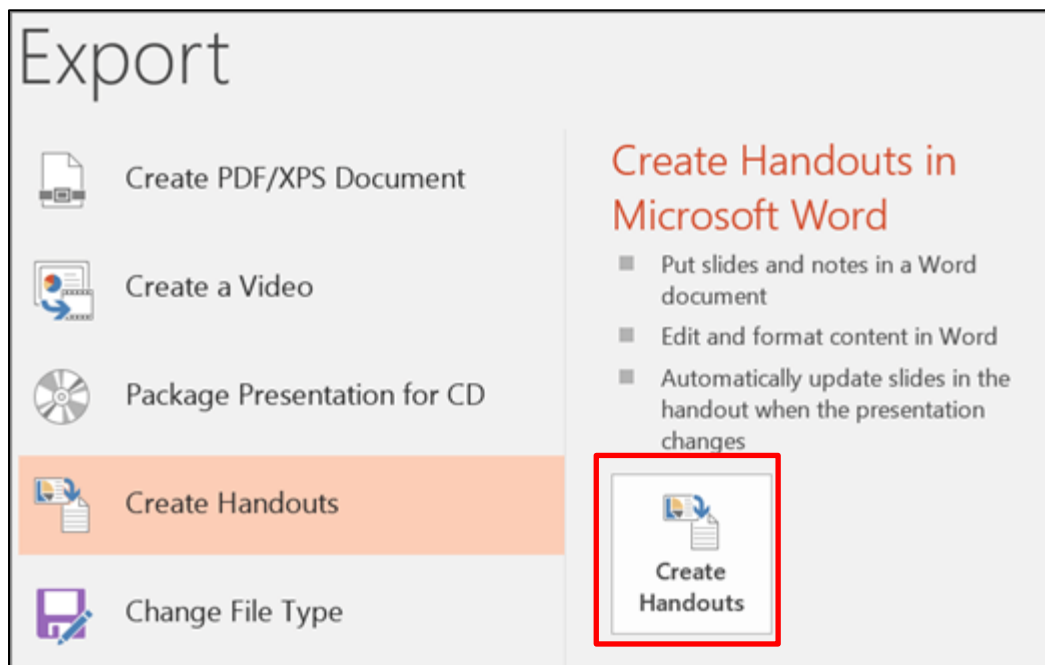 Export
Create PDF/XPS Document
Create a Video
Package Presentation for CD
Create Handouts
Change File Type
Create Handouts in
Microsoft Word
Put slides and notes in a Word
document
Edit and format content in Word
Automatically update slides in the
handout when the presentation
changes
Create
Handouts